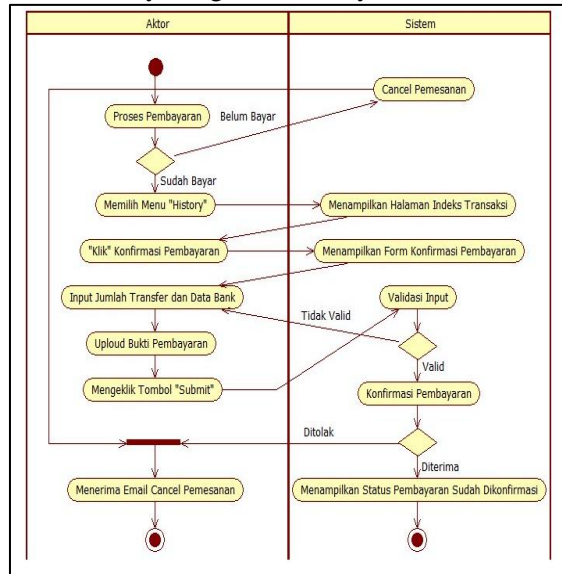 Aktor
Sistem
Cancel Pemesanan
Proses Pembayaran
Belum Bayar
Sudah Bayar
Memilih Menu "History"
Menampilkan Halaman Indeks Transaksi
"Klik" Konfirmasi Pembayaran
Menampilkan Form Konfirmasi Pembayaran
Input Jumlah Transfer dan Data Bank
Validasi Input
Tidak Valid
Uploud Bukti Pembayaran
Valid
Mengeklik Tombol "Submit"
Konfirmasi Pembayaran
Ditolak
Diterima
Menerima Email Cancel Pemesanan
Menampilkan Status Pembayaran Sudah Dikonfirmasi